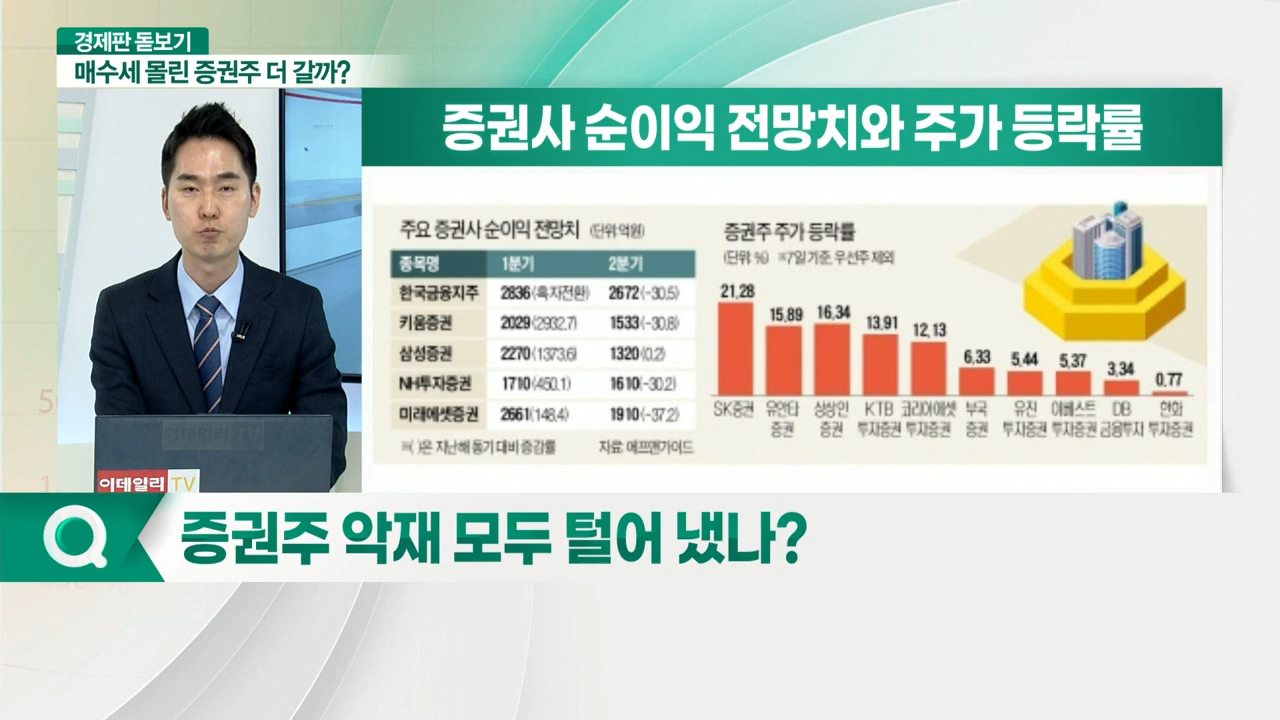 경제판 돋보기
매수세 몰린 증권주 더 갈까?
증권사 순이익 전망치와 주가 등락률
주요 증권사 순이익 전망치 (단위:억원)
종목명 1분기 2분기
한국금융지주 2836(흑자전환) 2672(-30.5)
키움증권 2029(2932.7) 1533(-30.8)
삼성증권 2270(1373.6) 1320(0.2)
NH투자증권 1710(450.1) 1610(-30.2)
미래에셋증권 2661(148.4) 1910(-37.2)
※( )은 지난해 동기 대비 증감률 자료: 에프앤가이드
증권주 주가 등락률
(단위:%) ※7일 기준, 우선주 제외
21.28
15.89
16.34
13.91
12.13
6.33
5.44
5.37
3.34
0.77
SK증권
유안타
증권
상상인
증권
KTB
투자증권
코리아에셋
투자증권
부국
증권
유진
투자증권
이베스트
투자증권
DB
금융투자
한화
투자증권
이데일리 TV
이데일리 TV
증권주 악재 모두 털어 냈나?